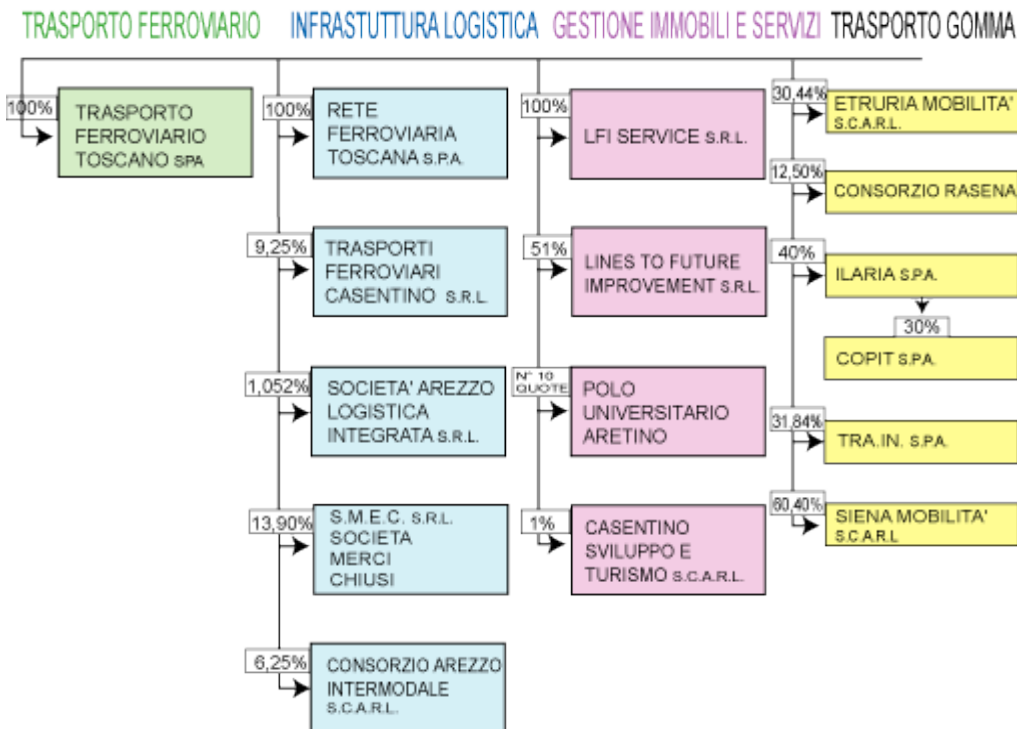 TRASPORTO FERROVIARIO
INFRASTUTTURA LOGISTICA
GESTIONE IMMOBILI E SERVIZI
TRASPORTO GOMMA
100%
TRASPORTO
FERROVIARIO
TOSCANO SPA
100%
RETE
FERROVIARIA
TOSCANA S.P.A.
9,25%
TRASPORTI
FERROVIARI
CASENTINO S.R.L.
1,052%
SOCIETA' AREZZO
LOGISTICA
INTEGRATA S.R.L.
13,90%
S.M.E.C. S.R.L.
SOCIETA
MERCI
CHIUSI
6,25%
CONSORZIO AREZZO
INTERMODALE
S.C.A.R.L.
100%
LFI SERVICE S.R.L.
51%
LINES TO FUTURE
IMPROVEMENT S.R.L.
N° 10
QUOTE
POLO
UNIVERSITARIO
ARETINO
1%
CASENTINO
SVILUPPO E
TURISMO S.C.A.R.L.
30,44%
ETRURIA MOBILITA'
S.C.A.R.L.
12,50%
CONSORZIO RASENA
40%
ILARIA S.P.A.
30%
COPIT S.P.A.
31,84%
TRA.IN. S.P.A.
60,40%
SIENA MOBILITA'
S.C.A.R.L